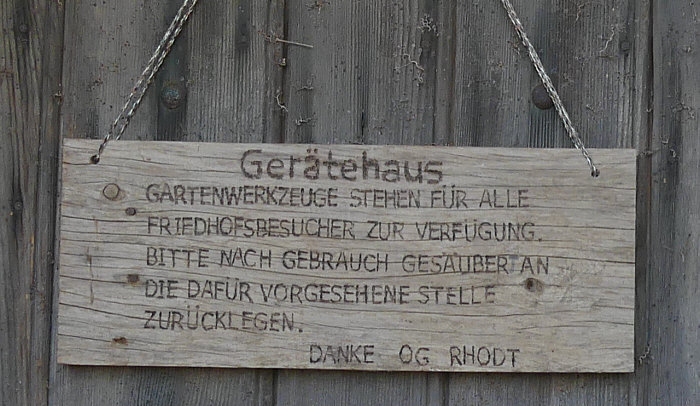 Gerätehaus
GARTENWERKZEUGE STEHEN FÜR ALLE
FRIEDHOFSBESUCHER ZUR VERFÜGUNG.
BITTE NACH GEBRAUCH GESÄUBERT AN
DIE DAFÜR VORGESEHENE STELLE
ZURÜCKLEGEN.
DANKE OG RHODT